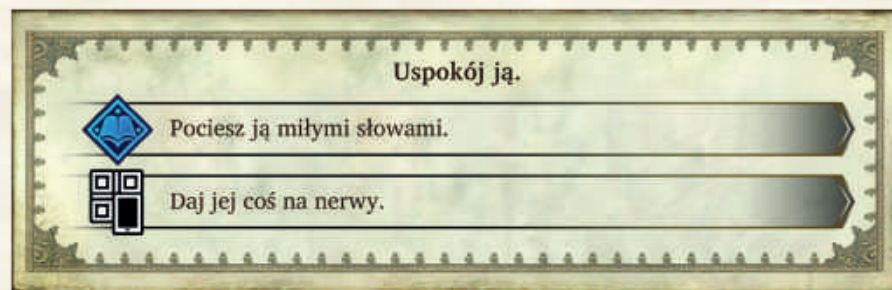 Uspokój ją.
Pociesz ją miłymi słowami.
Daj jej coś na nerwy.